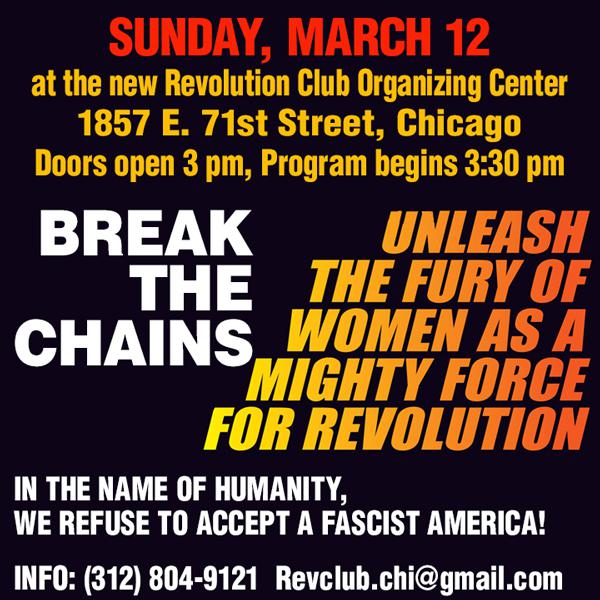 SUNDAY, MARCH 12
at the new Revolution Club Organizing Center
1857 E. 71st Street, Chicago
Doors open 3 pm, Program begins 3:30 pm
BREAK
THE
CHAINS
UNLEASH
THE FURY OF
WOMEN AS A
MIGHTY FORCE
FOR REVOLUTION
IN THE NAME OF HUMANITY,
WE REFUSE TO ACCEPT A FASCIST AMERICA!
INFO: (312) 804-9121 Revclub.chi@gmail.com